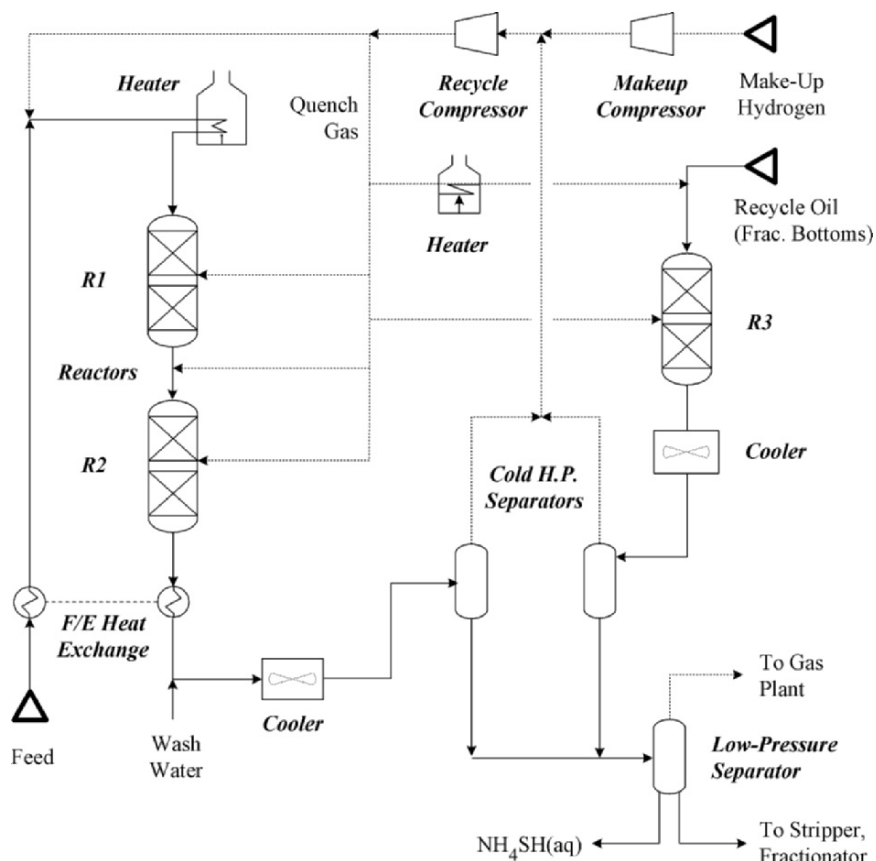 Heater
Recycle
Compressor
Makeup
Compressor
Make-Up
Hydrogen
Quench
Gas
Heater
Recycle Oil
(Frac. Bottoms)
R1
R3
Reactors
R2
Cooler
Cold H.P.
Separators
F/E Heat
Exchange
Feed
Wash
Water
Cooler
To Gas
Plant
Low-Pressure
Separator
NH₄SH(aq)
To Stripper,
Fractionator